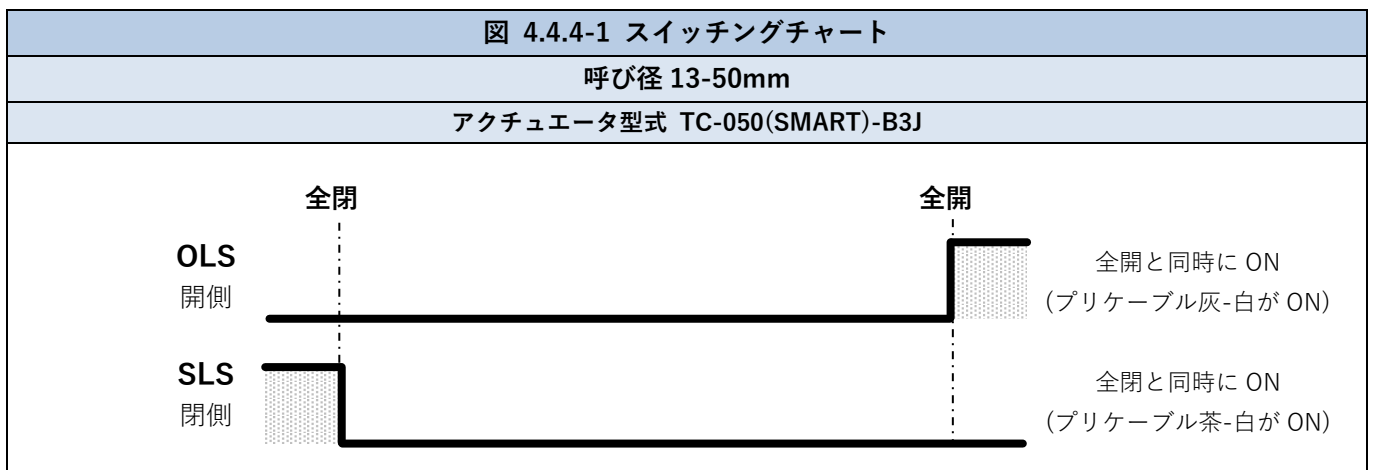 図 4.4.4-1 スイッチングチャート
呼び径 13-50mm
アクチュエータ型式 TC-050(SMART)-B3J
全閉
全開
OLS
開側
全開と同時に ON
(プリケーブル灰-白が ON)
SLS
閉側
全閉と同時に ON
(プリケーブル茶-白が ON)